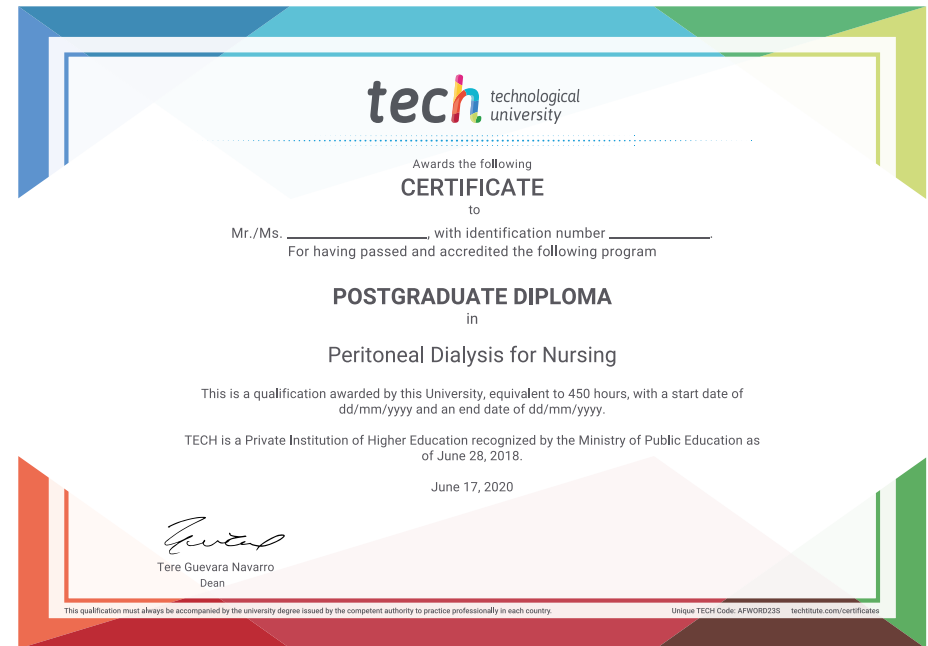 tech technological
university
Awards the following
CERTIFICATE
to
Mr./Ms. ____________________, with identification number ______________.
For having passed and accredited the following program
POSTGRADUATE DIPLOMA
in
Peritoneal Dialysis for Nursing
This is a qualification awarded by this University, equivalent to 450 hours, with a start date of
dd/mm/yyyy and an end date of dd/mm/yyyy.
TECH is a Private Institution of Higher Education recognized by the Ministry of Public Education as
of June 28, 2018.
June 17, 2020
Tere Guevara Navarro
Dean
This qualification must always be accompanied by the university degree issued by the competent authority to practice professionally in each country. Unique TECH Code: AFWORD23S techtitute.com/certificates